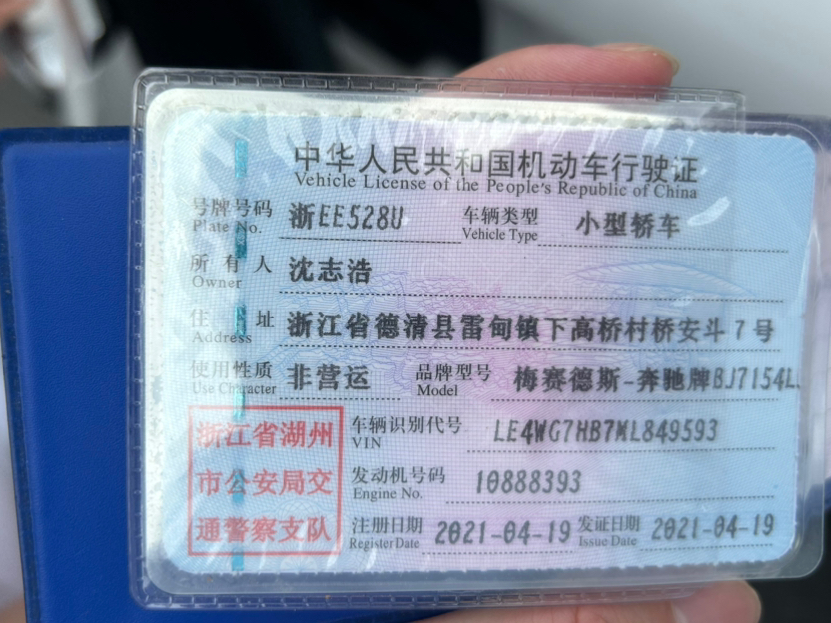 中华人民共和国机动车行驶证
Vehicle License of the People's Republic of China
号牌号码 浙EE528U 车辆类型 小型轿车
Plate No. Vehicle Type
所有人 沈志浩
Owner
住址 浙江省德清县雷甸镇下高桥村桥安斗7号
Address
使用性质 非营运 品牌型号 梅赛德斯-奔驰牌BJ7154L
Use Character Model
浙江省湖州
市公安局交
通警察支队
车辆识别代号 LE4WG7HB7ML849593
VIN
发动机号码 10888393
Engine No.
注册日期 2021-04-19 发证日期 2021-04-19
Register Date Issue Date